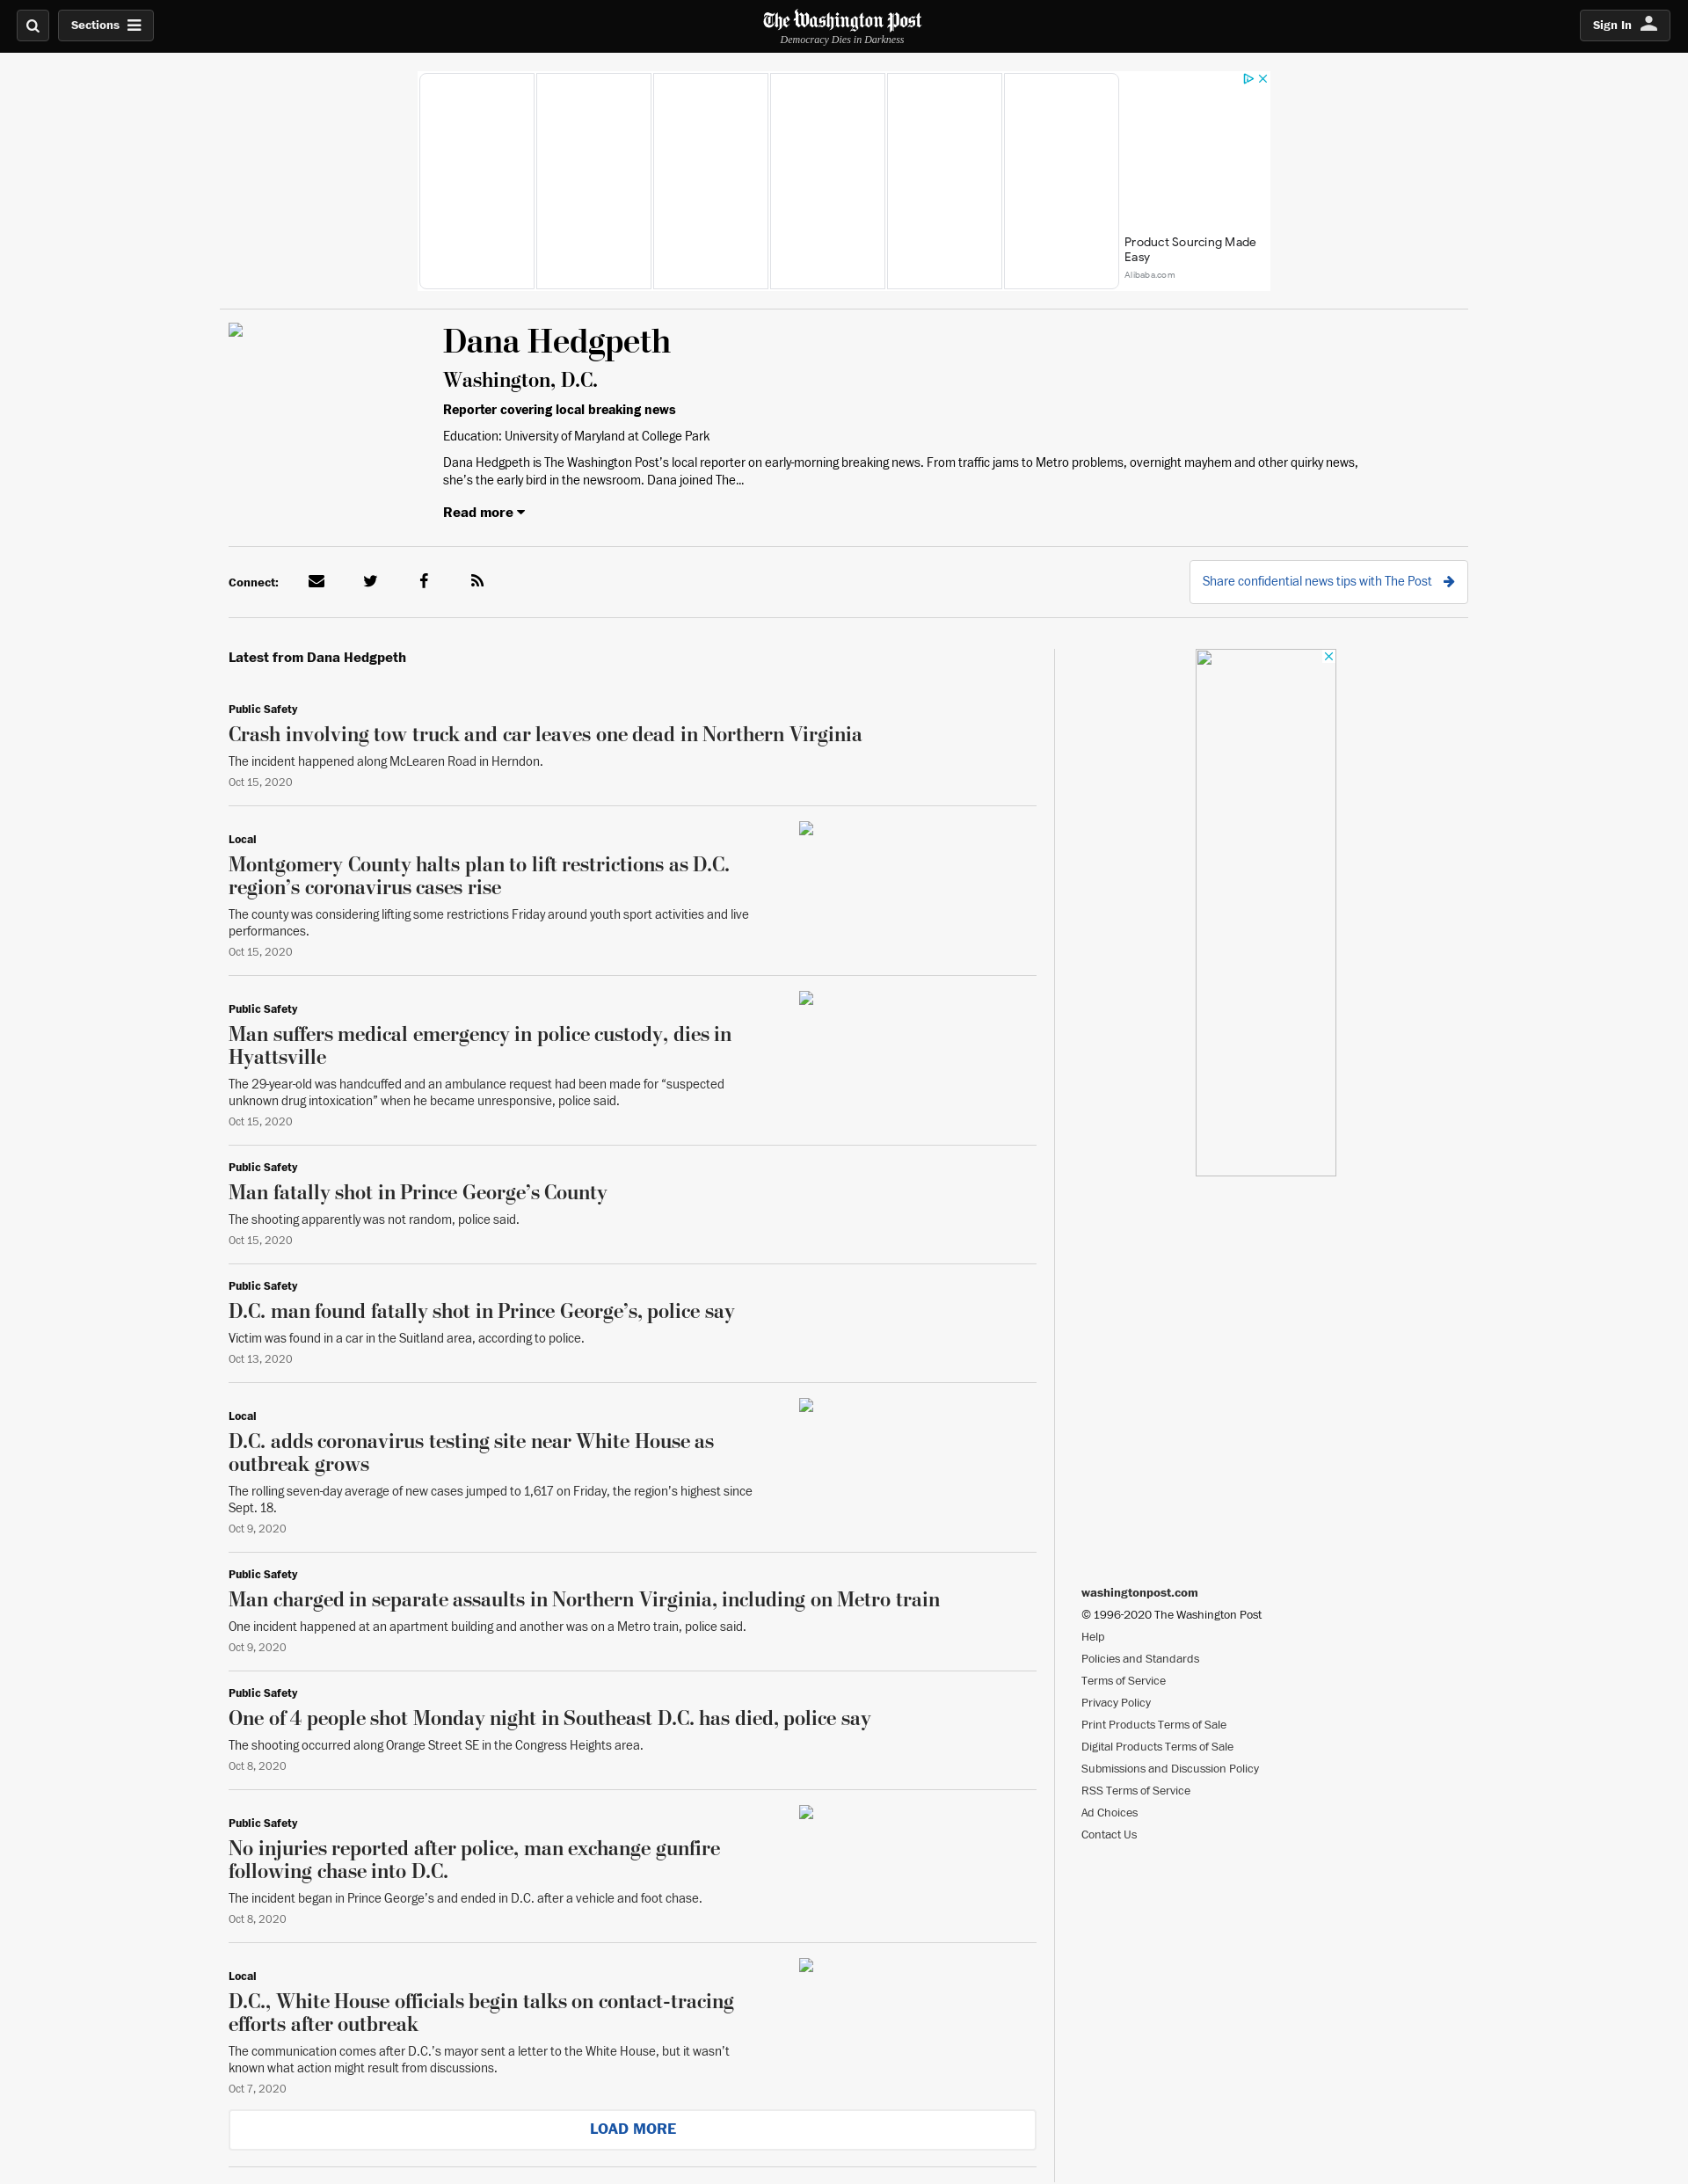 Sections
The Washington Post
Democracy Dies in Darkness
Sign In
Product Sourcing Made
Easy
Alibaba.com
Dana Hedgpeth
Washington, D.C.
Reporter covering local breaking news
Education: University of Maryland at College Park
Dana Hedgpeth is The Washington Post's local reporter on early-morning breaking news. From traffic jams to Metro problems, overnight mayhem and other quirky news,
she's the early bird in the newsroom. Dana joined The...
Read more
Connect:
Share confidential news tips with The Post
Latest from Dana Hedgpeth
Public Safety
Crash involving tow truck and car leaves one dead in Northern Virginia
The incident happened along McLearen Road in Herndon.
Oct 15, 2020
Local
Montgomery County halts plan to lift restrictions as D.C.
region’s coronavirus cases rise
The county was considering lifting some restrictions Friday around youth sport activities and live
performances.
Oct 15, 2020
Public Safety
Man suffers medical emergency in police custody, dies in
Hyattsville
The 29-year-old was handcuffed and an ambulance request had been made for “suspected
unknown drug intoxication” when he became unresponsive, police said.
Oct 15, 2020
Public Safety
Man fatally shot in Prince George’s County
The shooting apparently was not random, police said.
Oct 15, 2020
Public Safety
D.C. man found fatally shot in Prince George’s, police say
Victim was found in a car in the Suitland area, according to police.
Oct 13, 2020
Local
D.C. adds coronavirus testing site near White House as
outbreak grows
The rolling seven-day average of new cases jumped to 1,617 on Friday, the region’s highest since
Sept. 18.
Oct 9, 2020
Public Safety
Man charged in separate assaults in Northern Virginia, including on Metro train
One incident happened at an apartment building and another was on a Metro train, police said.
Oct 9, 2020
Public Safety
One of 4 people shot Monday night in Southeast D.C. has died, police say
The shooting occurred along Orange Street SE in the Congress Heights area.
Oct 8, 2020
Public Safety
No injuries reported after police, man exchange gunfire
following chase into D.C.
The incident began in Prince George’s and ended in D.C. after a vehicle and foot chase.
Oct 8, 2020
Local
D.C., White House officials begin talks on contact-tracing
efforts after outbreak
The communication comes after D.C.’s mayor sent a letter to the White House, but it wasn’t
known what action might result from discussions.
Oct 7, 2020
LOAD MORE
washingtonpost.com
© 1996-2020 The Washington Post
Help
Policies and Standards
Terms of Service
Privacy Policy
Print Products Terms of Sale
Digital Products Terms of Sale
Submissions and Discussion Policy
RSS Terms of Service
Ad Choices
Contact Us